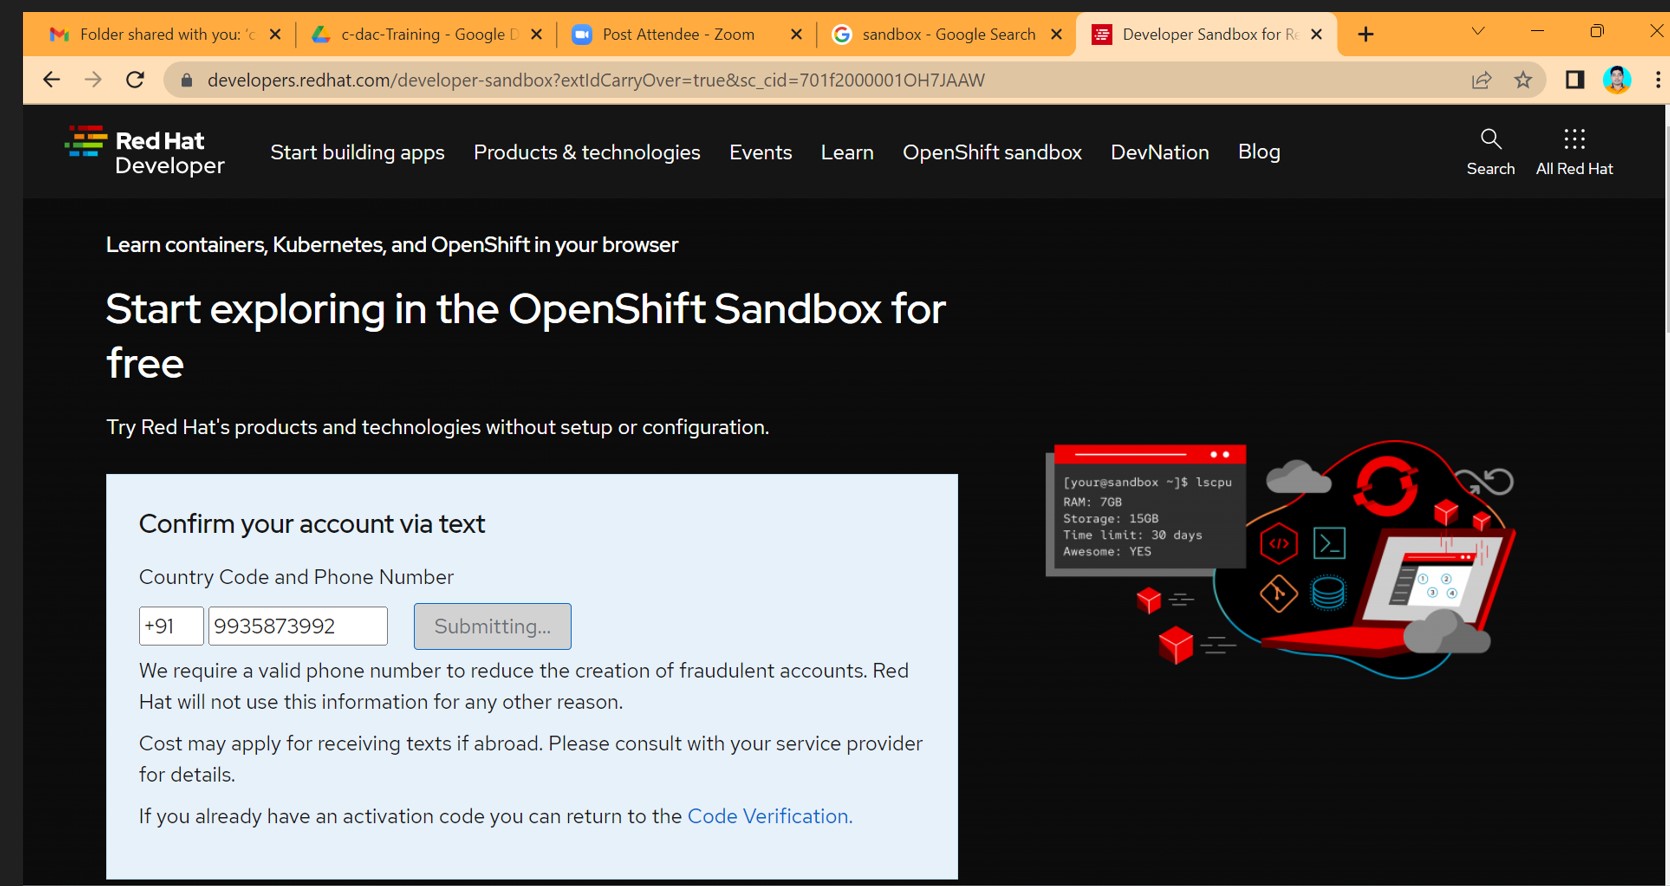 Folder shared with you: 'c
c-dac-Training - Google D
Post Attendee - Zoom
sandbox - Google Search
Developer Sandbox for Re
developers.redhat.com/developer-sandbox?extIdCarryOver=true&sc_cid=701f2000001OH7JAAW
Red Hat
Developer
Start building apps
Products & technologies
Events
Learn
OpenShift sandbox
DevNation
Blog
Search
All Red Hat
Learn containers, Kubernetes, and OpenShift in your browser
Start exploring in the OpenShift Sandbox for
free
Try Red Hat's products and technologies without setup or configuration.
Confirm your account via text
Country Code and Phone Number
+91 9935873992 Submitting...
We require a valid phone number to reduce the creation of fraudulent accounts. Red
Hat will not use this information for any other reason.
Cost may apply for receiving texts if abroad. Please consult with your service provider
for details.
If you already have an activation code you can return to the Code Verification.
[your@sandbox ~]$ lscpu
RAM: 7GB
Storage: 15GB
Time limit: 30 days
Awesome: YES
1 2
3 4